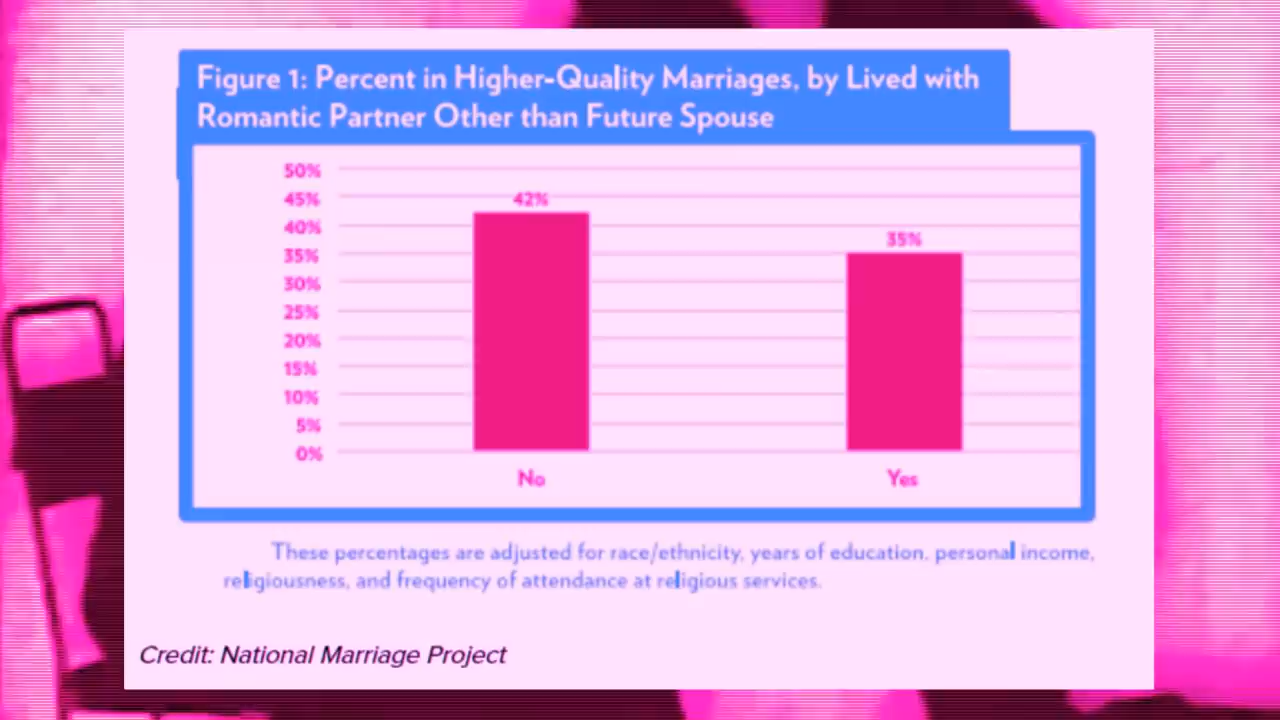 Figure 1: Percent in Higher-Quality Marriages, by Lived with
Romantic Partner Other than Future Spouse
50%
45%
42%
40%
35%
35%
30%
25%
20%
15%
10%
5%
0%
No
Yes
These percentages are adjusted for race/ethnicity, years of education, personal income,
religiousness, and frequency of attendance at religious services.
Credit: National Marriage Project